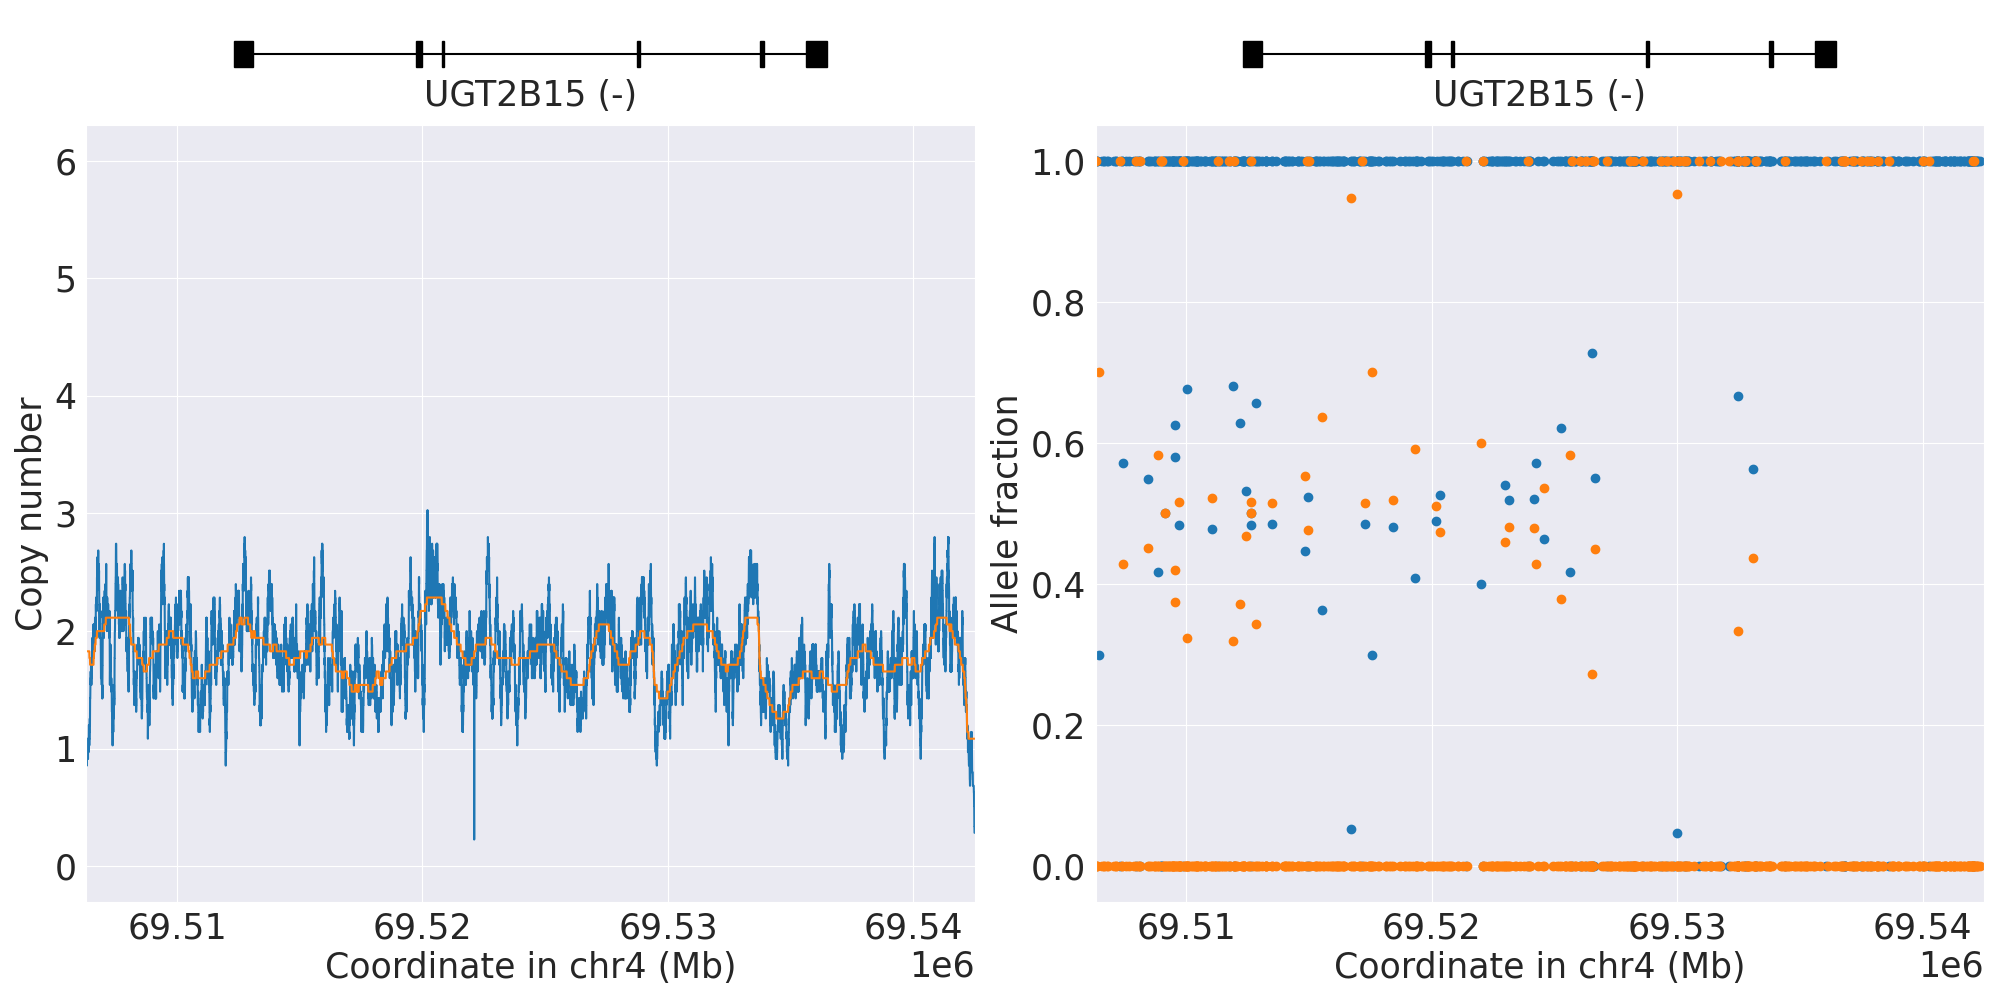 UGT2B15 (-)
6
5
4
3
2
1
0
Copy number
69.51 69.52 69.53 69.54
Coordinate in chr4 (Mb)
1e6
UGT2B15 (-)
1.0
0.8
0.6
0.4
0.2
0.0
Allele fraction
69.51 69.52 69.53 69.54
Coordinate in chr4 (Mb)
1e6